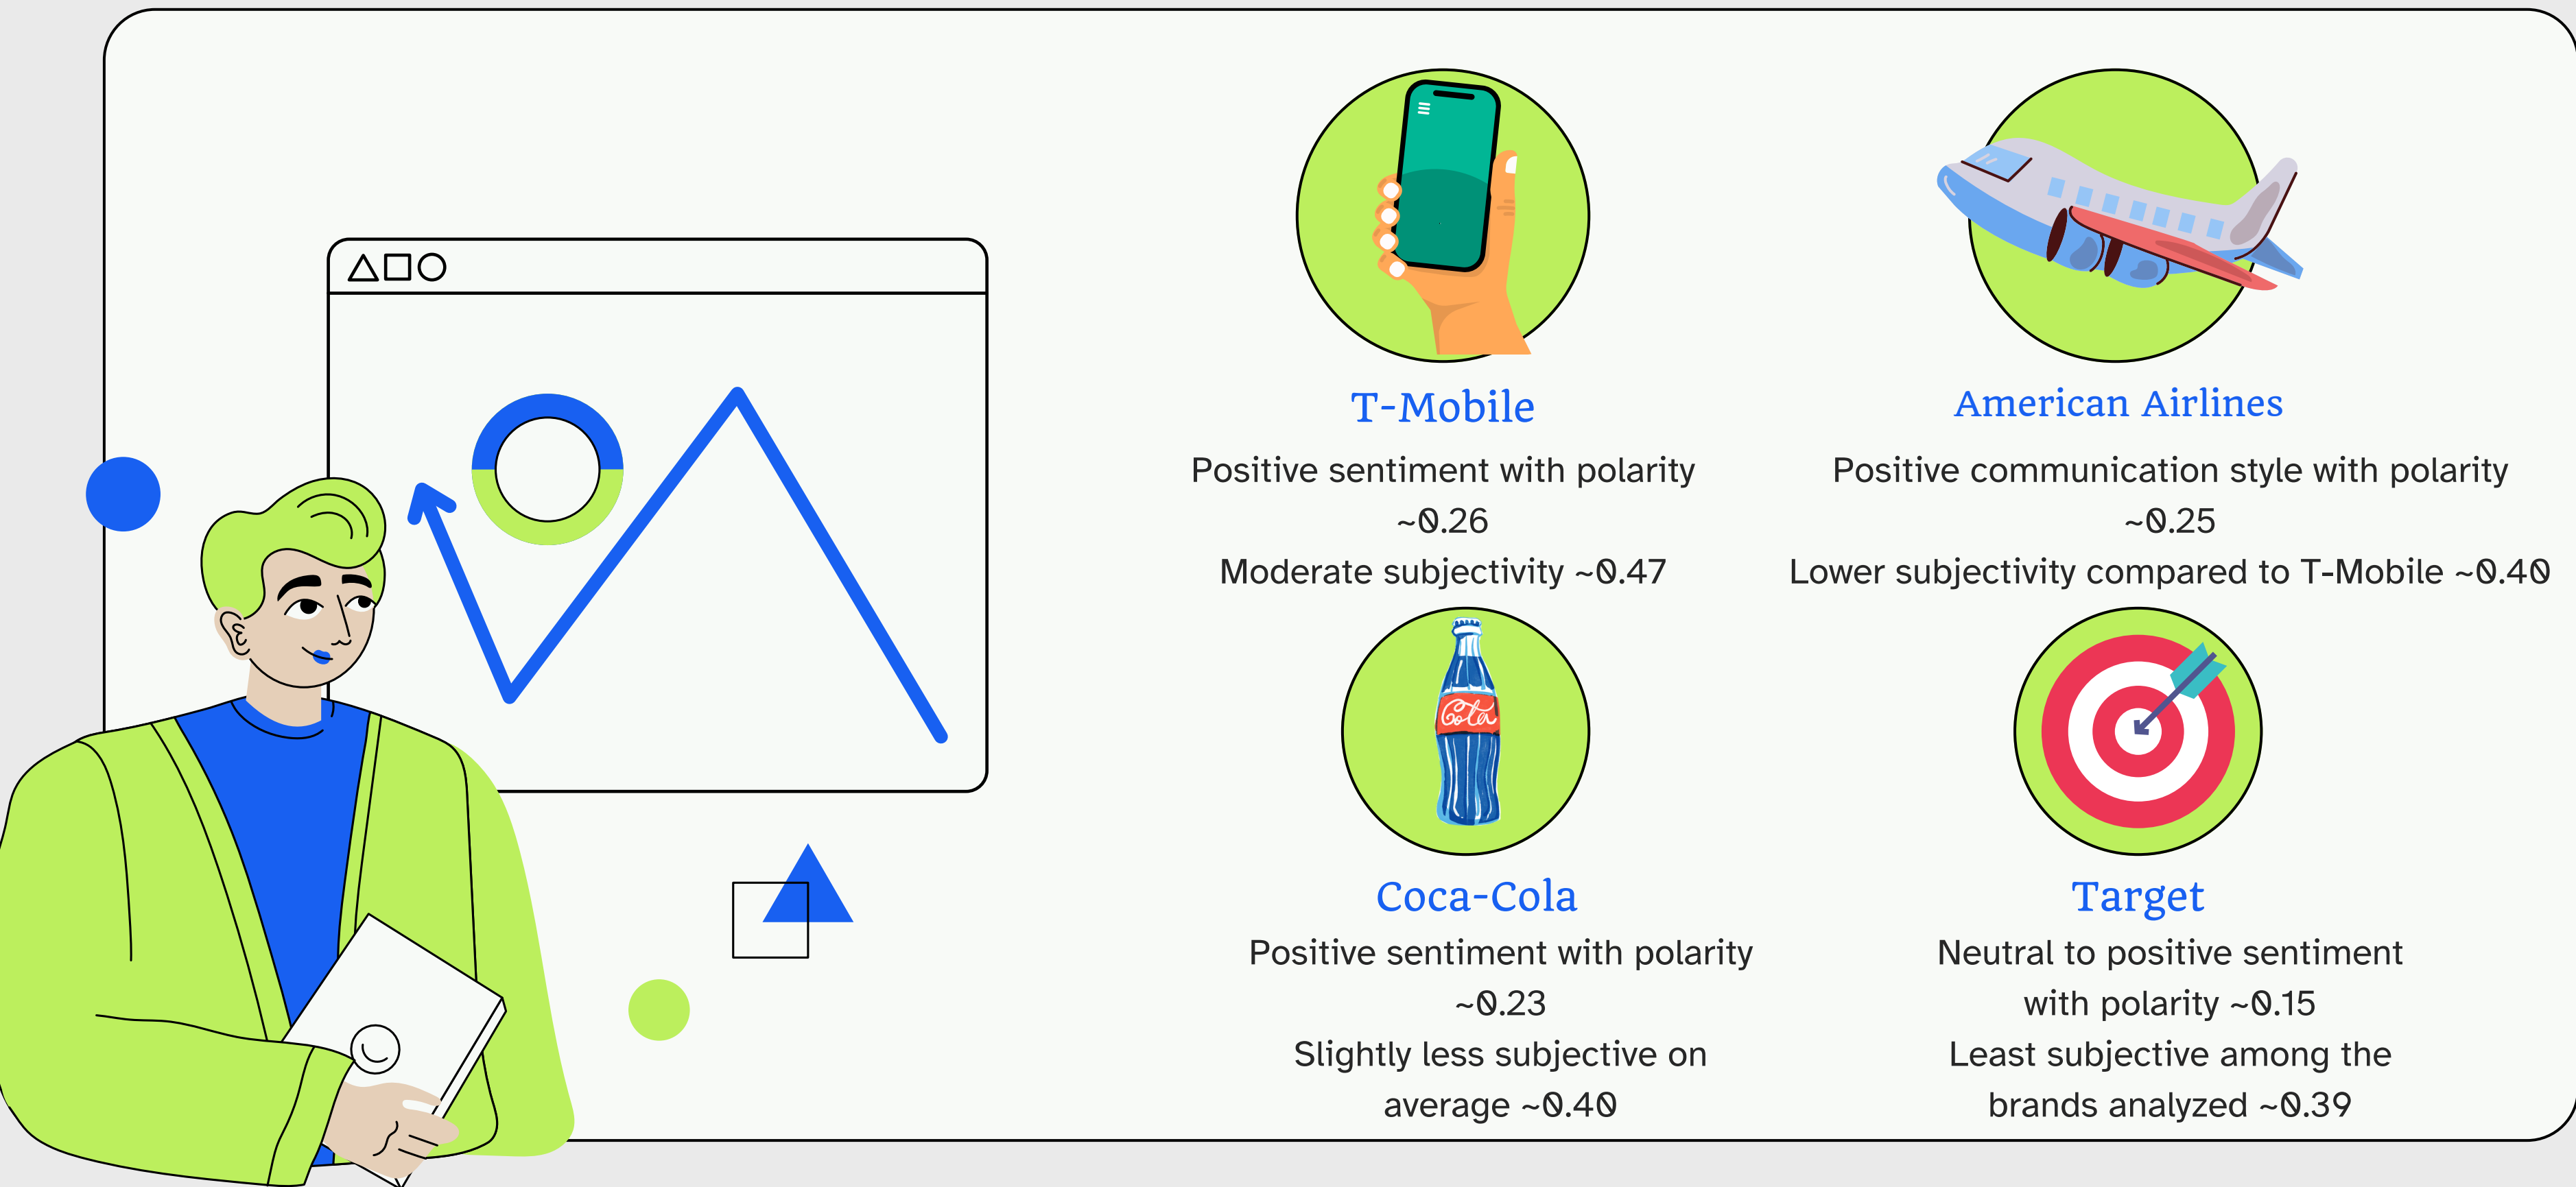 T-Mobile
Positive sentiment with polarity
~0.26
Moderate subjectivity ~0.47
American Airlines
Positive communication style with polarity
~0.25
Lower subjectivity compared to T-Mobile ~0.40
Cola
Coca-Cola
Positive sentiment with polarity
~0.23
Slightly less subjective on
average ~0.40
Target
Neutral to positive sentiment
with polarity ~0.15
Least subjective among the
brands analyzed ~0.39